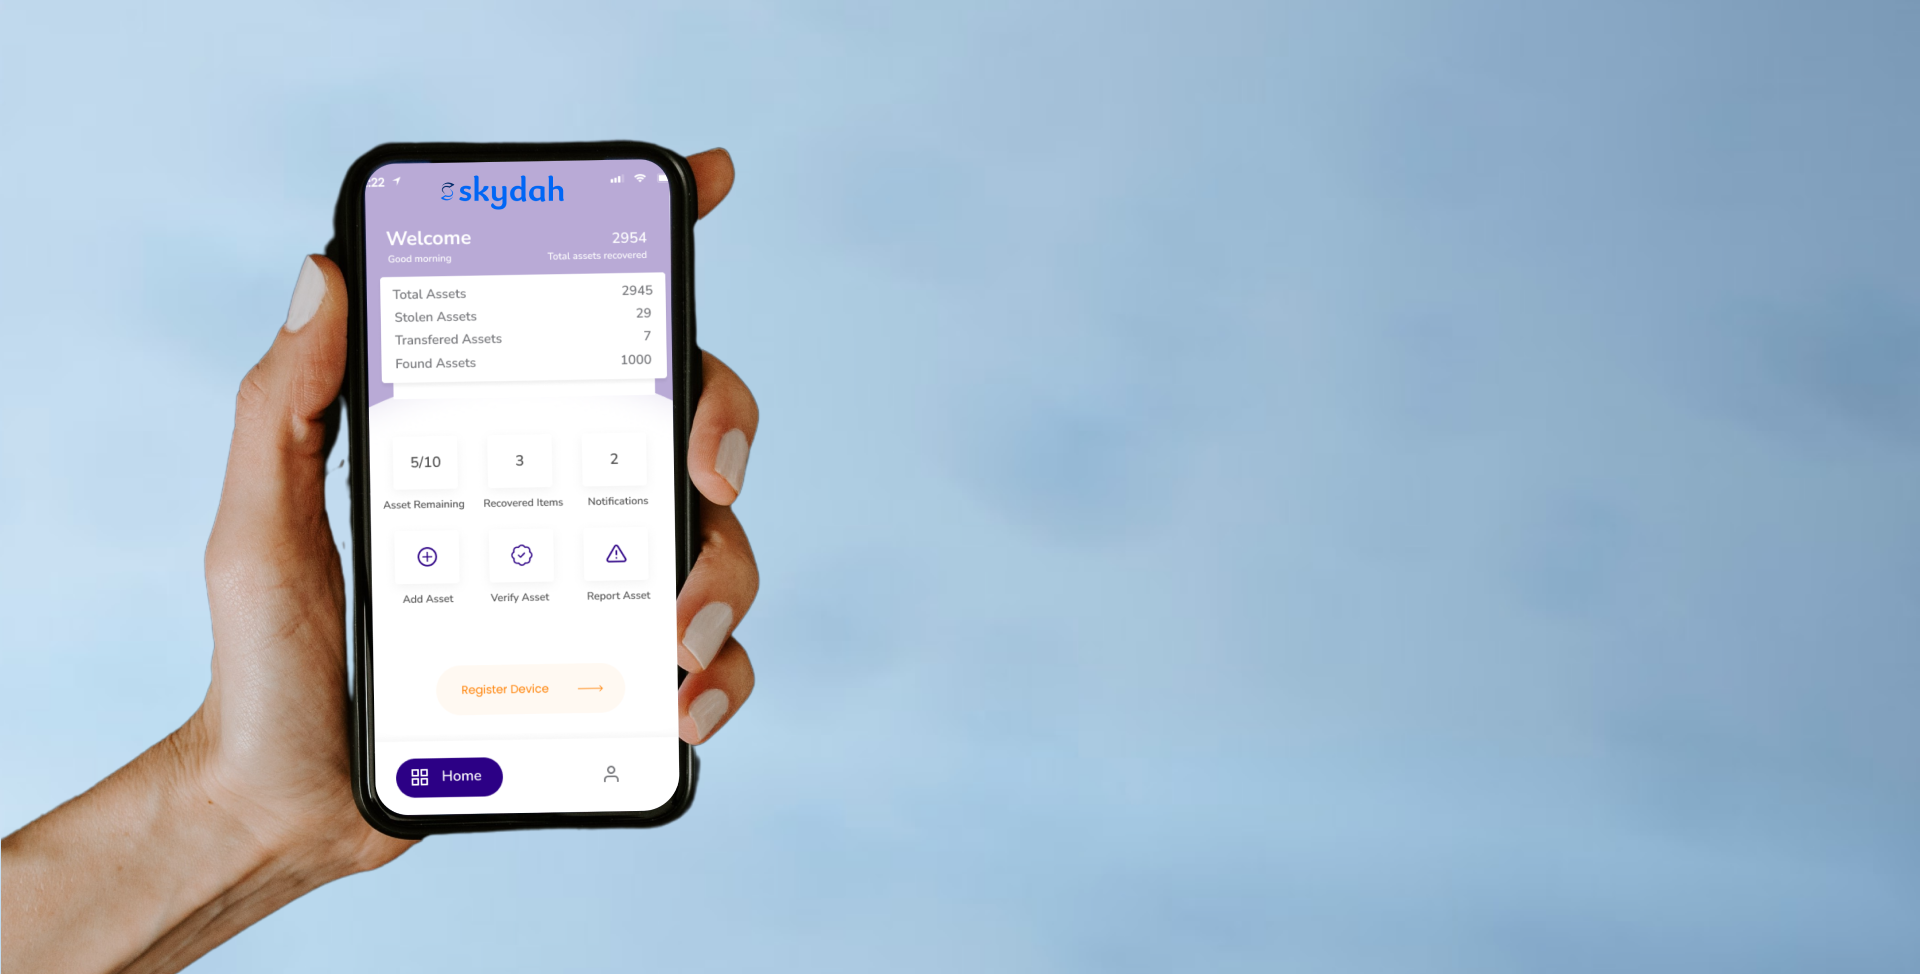 :22
skydah
Welcome 2954
Good morning Total assets recovered
Total Assets 2945
Stolen Assets 29
Transfered Assets 7
Found Assets 1000
5/10 3 2
Asset Remaining Recovered Items Notifications
Add Asset Verify Asset Report Asset
Register Device
Home